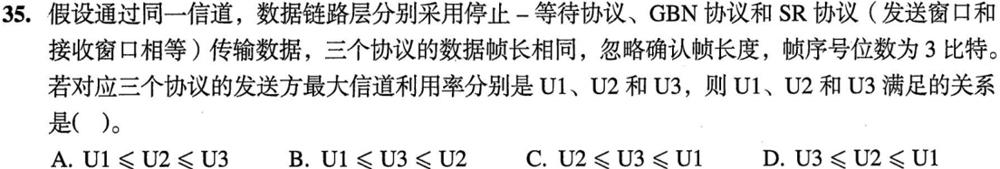 35. 假设通过同一信道，数据链路层分别采用停止 – 等待协议、GBN 协议和 SR 协议（发送窗口和
接收窗口相等）传输数据，三个协议的数据帧长相同，忽略确认帧长度，帧序号位数为 3 比特。
若对应三个协议的发送方最大信道利用率分别是 U1、U2 和 U3，则 U1、U2 和 U3 满足的关系
是(　)。
A. U1 ⩽ U2 ⩽ U3　B. U1 ⩽ U3 ⩽ U2　C. U2 ⩽ U3 ⩽ U1　D. U3 ⩽ U2 ⩽ U1